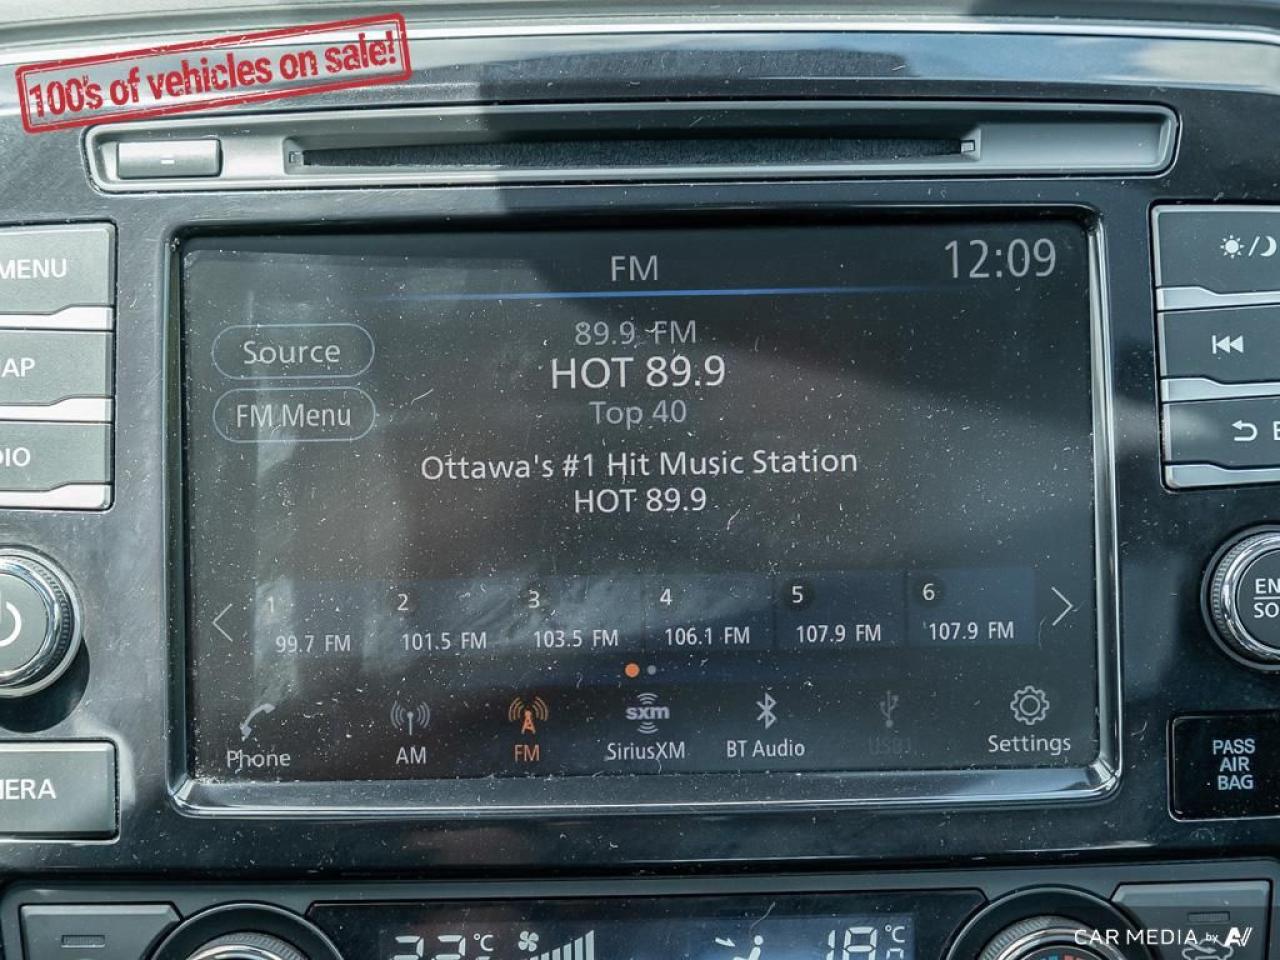 100's of vehicles on sale!
MENU
FM
12:09
89.9 FM
HOT 89.9
Top 40
Source
FM Menu
Ottawa's #1 Hit Music Station
HOT 89.9
1
2
3
4
5
6
99.7 FM
101.5 FM
103.5 FM
106.1 FM
107.9 FM
107.9 FM
Phone
AM
FM
sxm
SiriusXM
BT Audio
Settings
PASS
AIR
BAG
°C
18°C
CAR MEDIA by AV